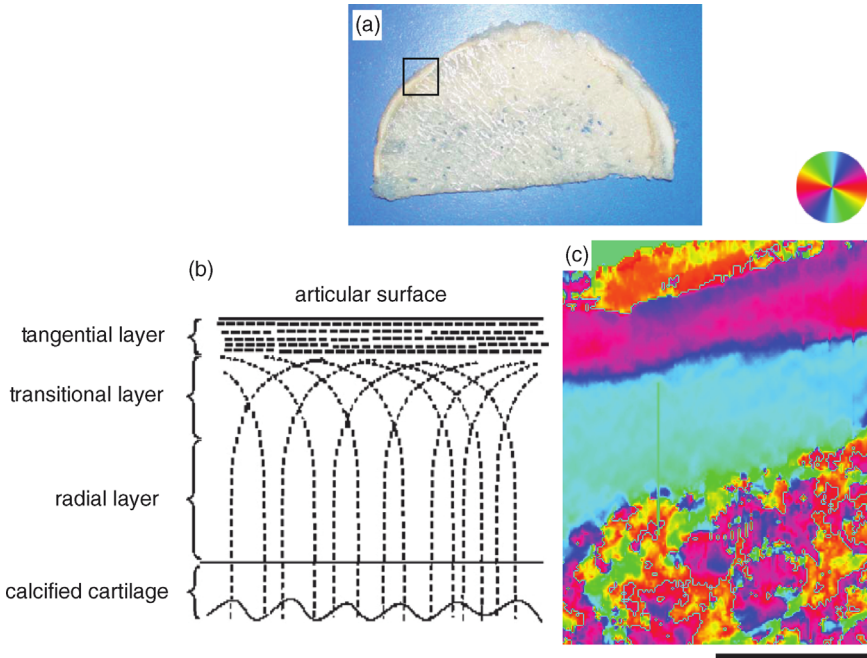 (a)
(b)
(c)
articular surface
tangential layer
transitional layer
radial layer
calcified cartilage